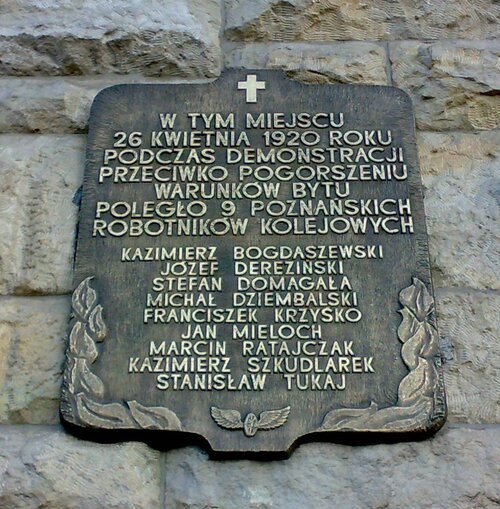 W TYM MIEJSCU
26 KWIETNIA 1920 ROKU
PODCZAS DEMONSTRACJI
PRZECIWKO POGORSZENIU
WARUNKÓW BYTU
POLEGŁO 9 POZNAŃSKICH
ROBOTNIKÓW KOLEJOWYCH
KAZIMIERZ BOGDASZEWSKI
JÓZEF DEREZIŃSKI
STEFAN DOMAGAŁA
MICHAŁ DZIEMBALSKI
FRANCISZEK KRZYŚKO
JAN MIELOCH
MARCIN RATAJCZAK
KAZIMIERZ SZKUDLAREK
STANISŁAW TUKAJ